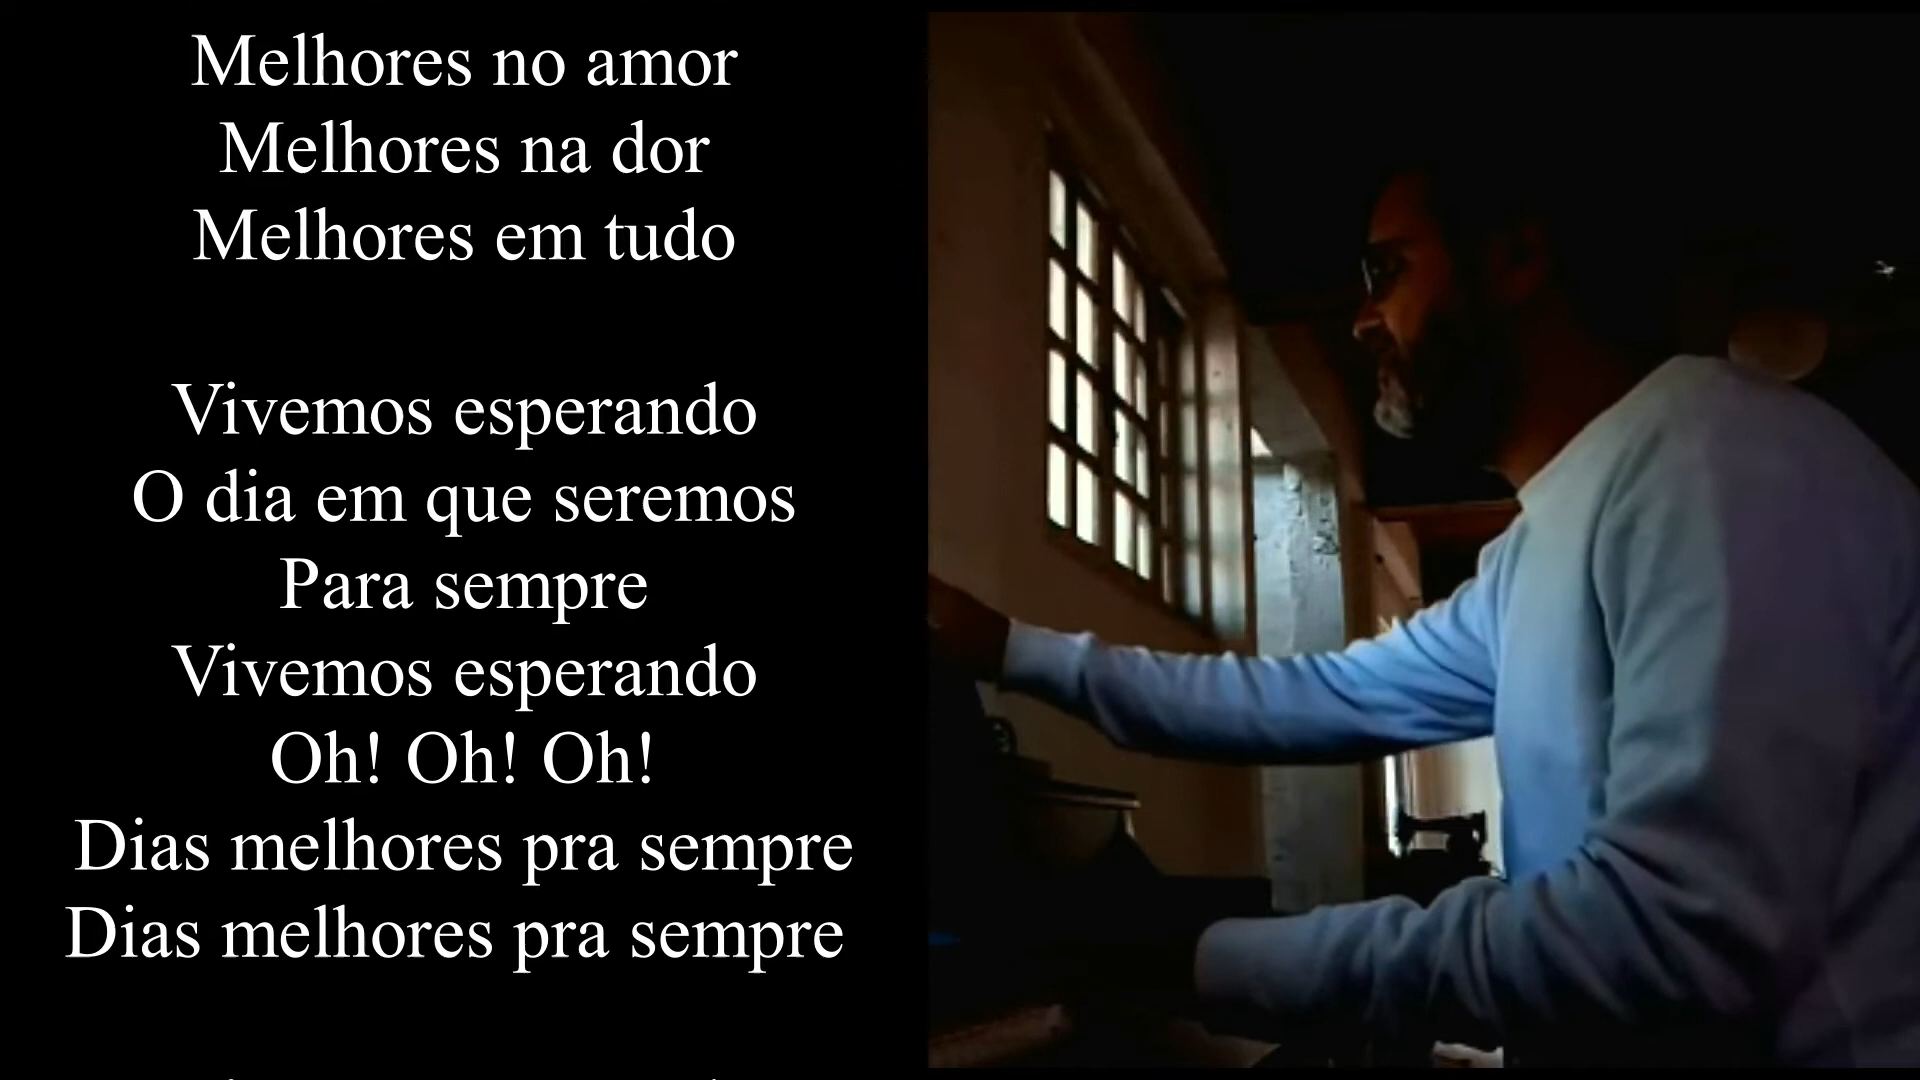 Melhores no amor
Melhores na dor
Melhores em tudo
Vivemos esperando
O dia em que seremos
Para sempre
Vivemos esperando
Oh! Oh! Oh!
Dias melhores pra sempre
Dias melhores pra sempre